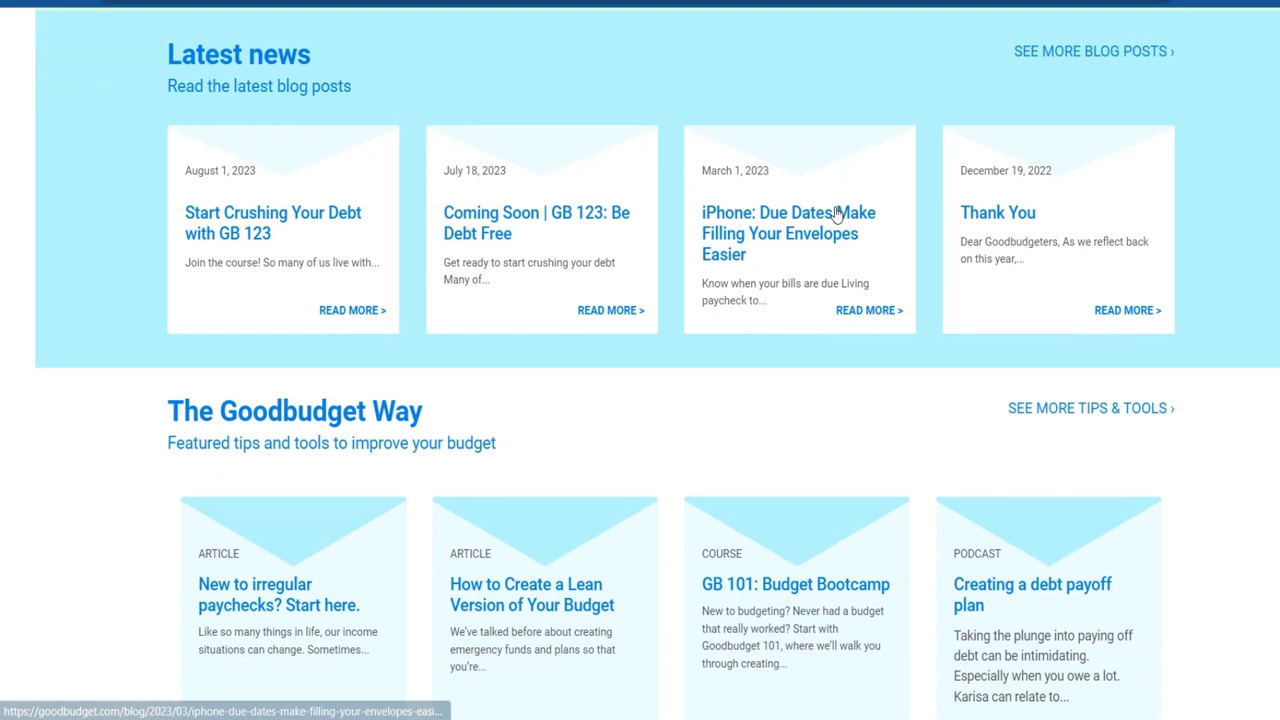 Latest news
SEE MORE BLOG POSTS ›
Read the latest blog posts
August 1, 2023
Start Crushing Your Debt
with GB 123
Join the course! So many of us live with...
READ MORE >
July 18, 2023
Coming Soon | GB 123: Be
Debt Free
Get ready to start crushing your debt
Many of...
READ MORE >
March 1, 2023
iPhone: Due Dates Make
Filling Your Envelopes
Easier
Know when your bills are due Living
paycheck to...
READ MORE >
December 19, 2022
Thank You
Dear Goodbudgeters, As we reflect back
on this year,...
READ MORE >
The Goodbudget Way
SEE MORE TIPS & TOOLS ›
Featured tips and tools to improve your budget
ARTICLE
New to irregular
paychecks? Start here.
Like so many things in life, our income
situations can change. Sometimes...
ARTICLE
How to Create a Lean
Version of Your Budget
We've talked before about creating
emergency funds and plans so that
you're...
COURSE
GB 101: Budget Bootcamp
New to budgeting? Never had a budget
that really worked? Start with
Goodbudget 101, where we'll walk you
through creating...
PODCAST
Creating a debt payoff
plan
Taking the plunge into paying off
debt can be intimidating.
Especially when you owe a lot.
Karisa can relate to...
https://goodbudget.com/blog/2023/03/iphone-due-dates-make-filling-your-envelopes-easi...